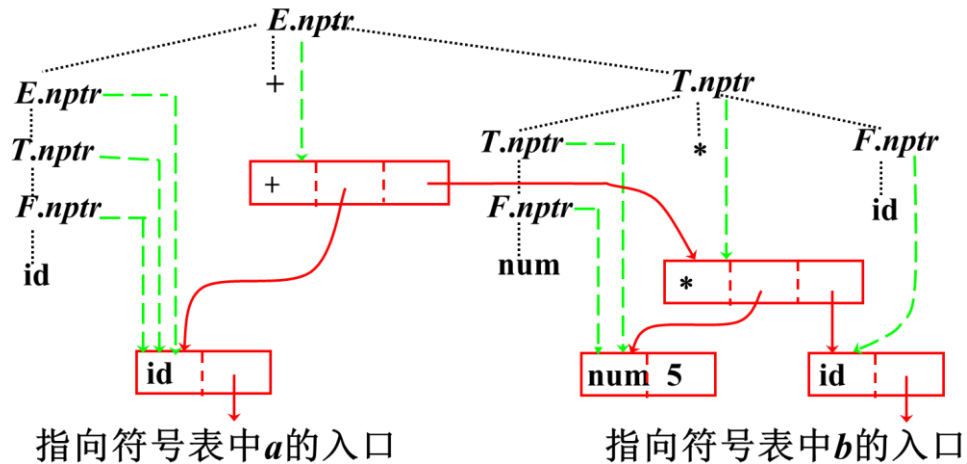 E.nptr
+
E.nptr
T.nptr
T.nptr
T.nptr
*
F.nptr
+
F.nptr
F.nptr
id
id
num
*
id
num 5
id
指向符号表中a的入口
指向符号表中b的入口